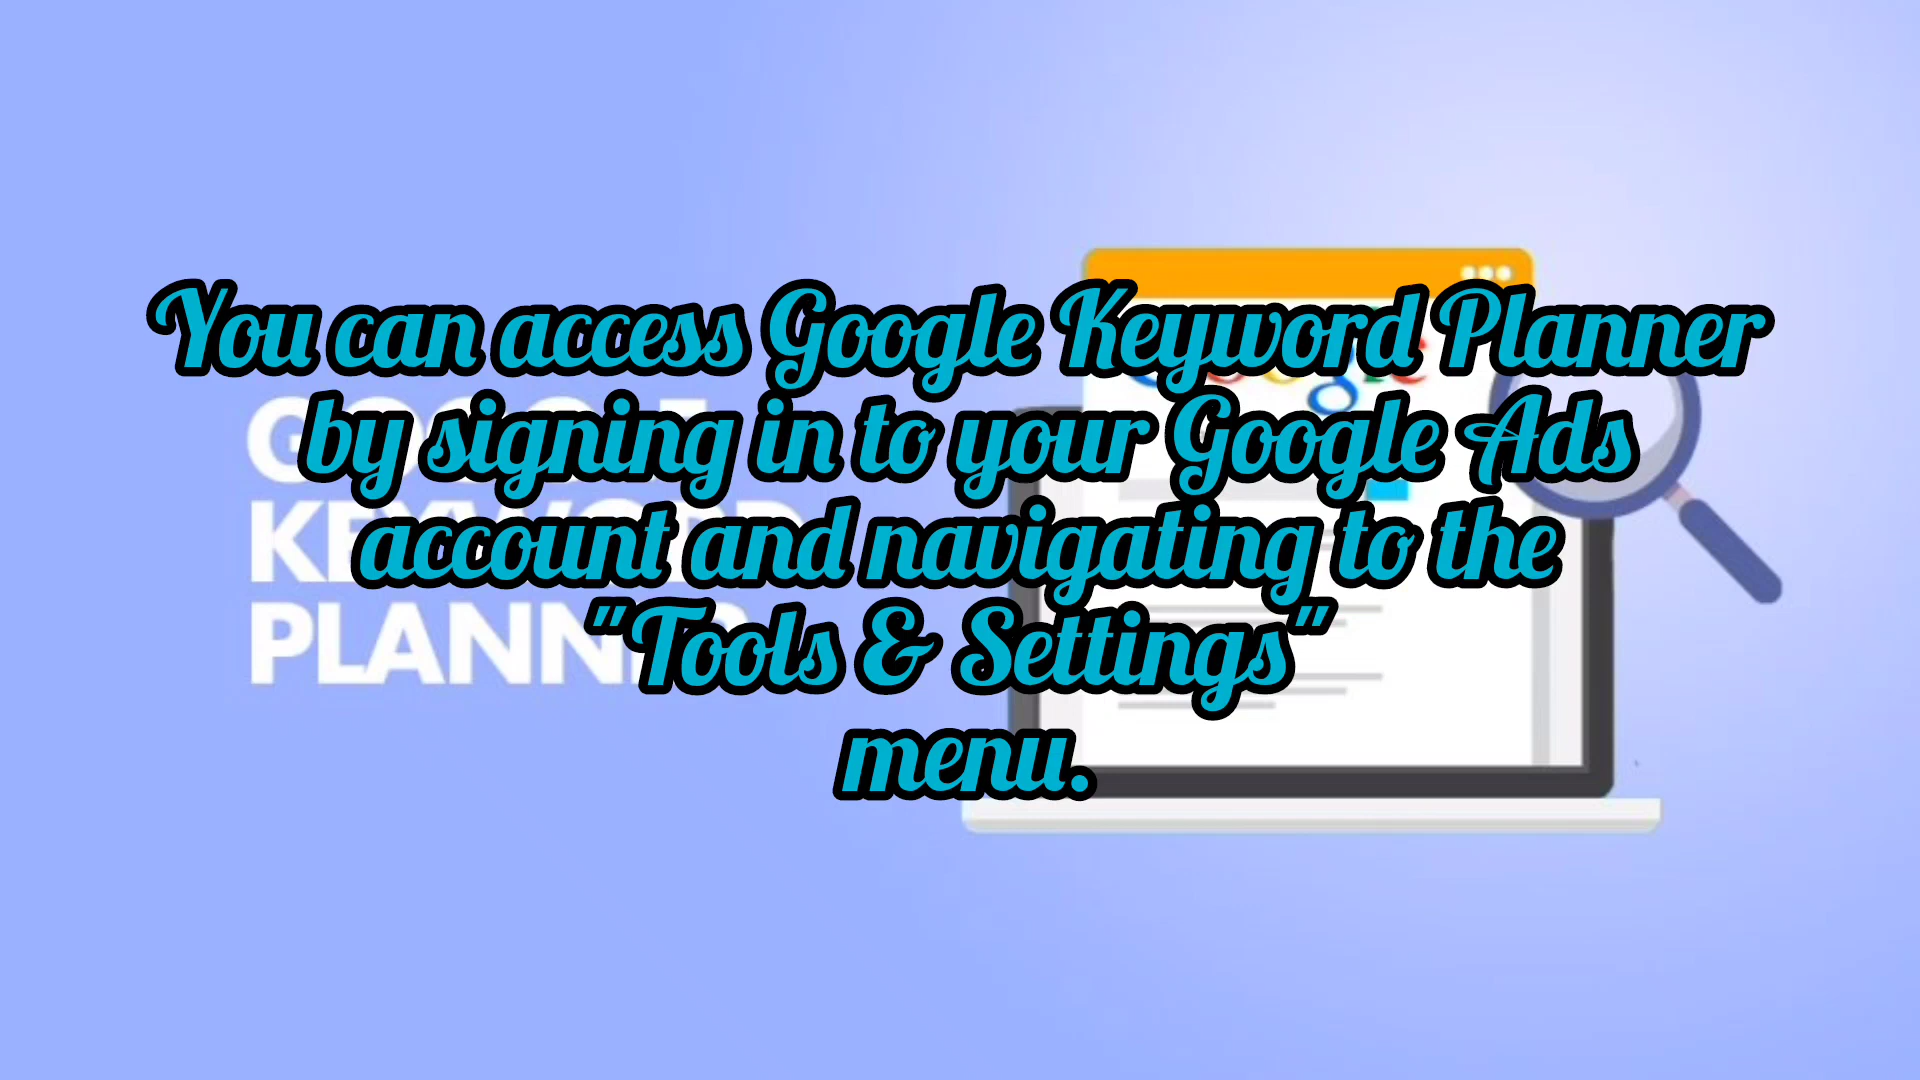 You can access Google Keyword Planner
by signing in to your Google Ads
account and navigating to the
"Tools & Settings"
menu.